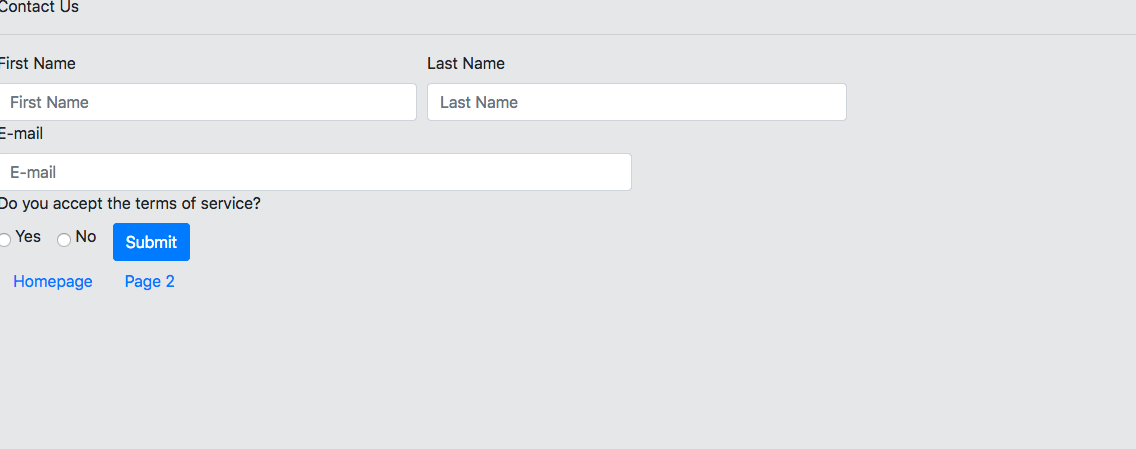 Contact Us
First Name Last Name
First Name Last Name
E-mail
E-mail
Do you accept the terms of service?
Yes No Submit
Homepage Page 2